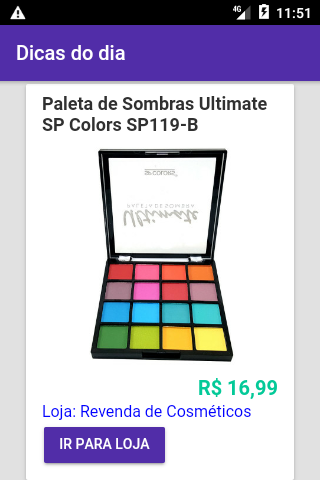 4G 11:51
Dicas do dia
Paleta de Sombras Ultimate
SP Colors SP119-B
SP COLORS
PALETA DE SOMBRA
Ultimate
R$ 16,99
Loja: Revenda de Cosméticos
IR PARA LOJA